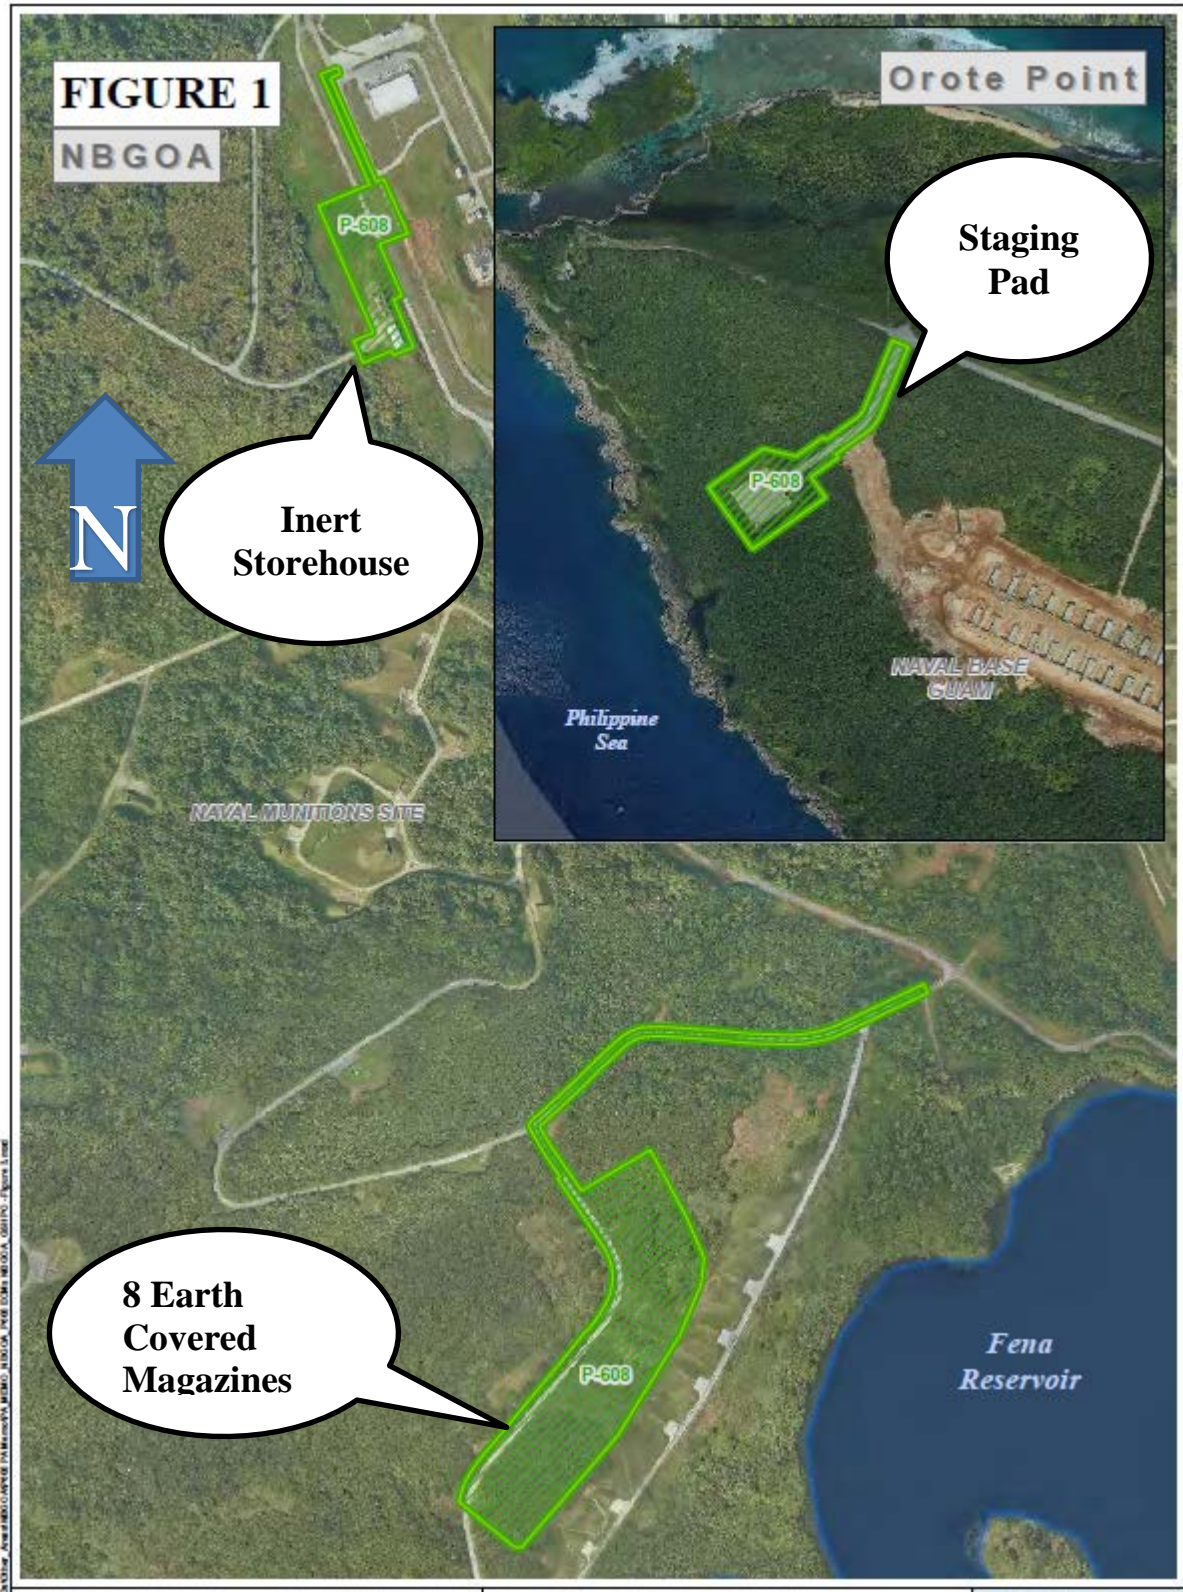 FIGURE 1
NBGOA
Orote Point
Staging
Pad
P-608
P-608
N
Inert
Storehouse
NAVAL BASE
GUAM
Philippine
Sea
NAVAL MUNITIONS SITE
8 Earth
Covered
Magazines
P-608
Fena
Reservoir